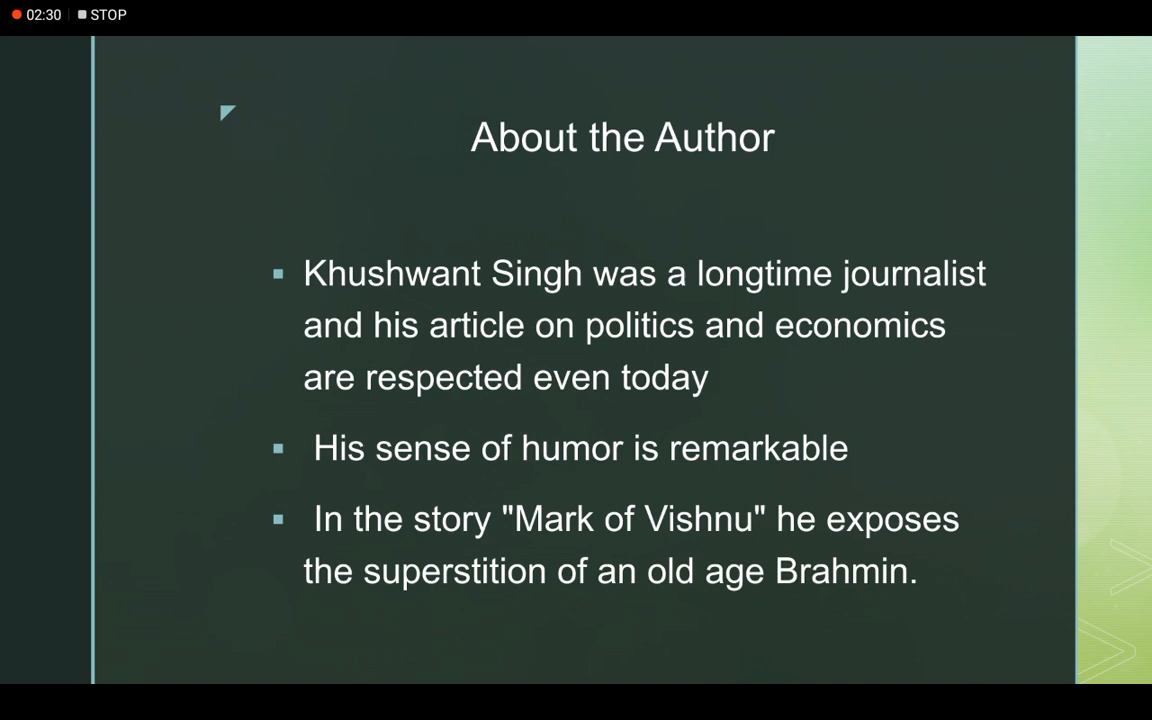 02:30 STOP
About the Author
Khushwant Singh was a longtime journalist
and his article on politics and economics
are respected even today
His sense of humor is remarkable
In the story "Mark of Vishnu" he exposes
the superstition of an old age Brahmin.